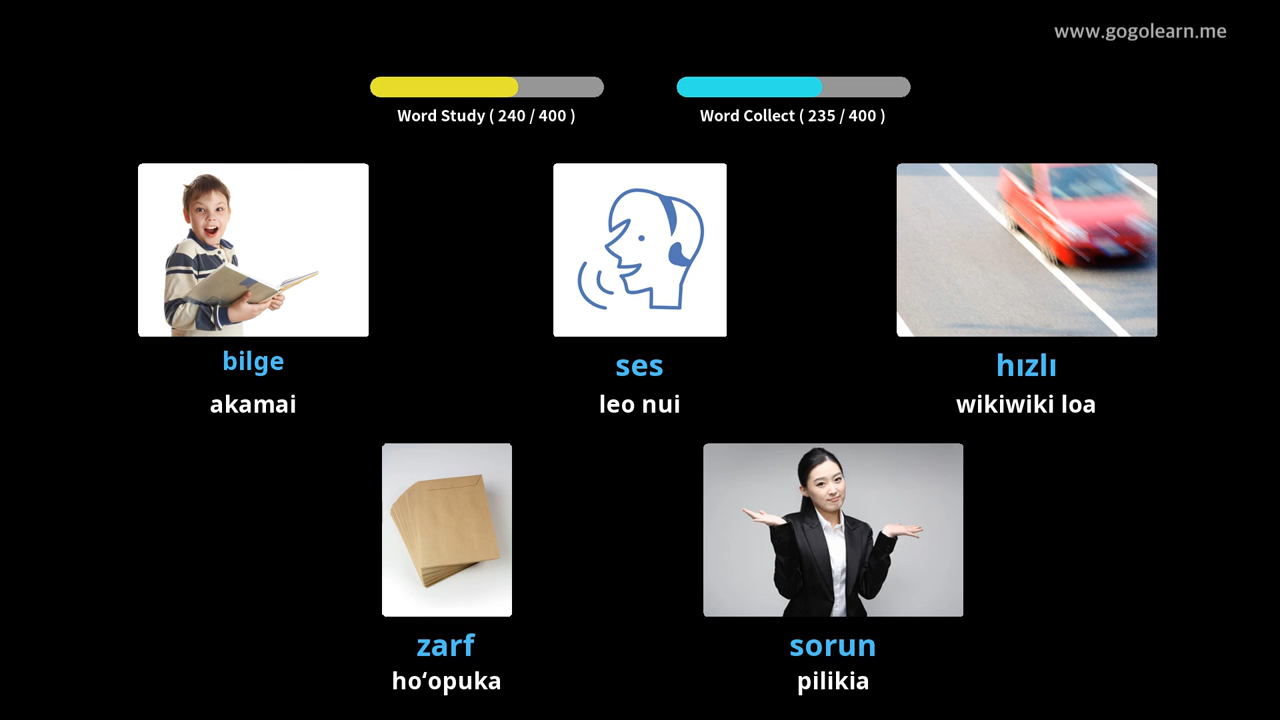 www.gogolearn.me
Word Study ( 240 / 400 )
Word Collect ( 235 / 400 )
bilge
akamai
ses
leo nui
hızlı
wikiwiki loa
zarf
hoʻopuka
sorun
pilikia